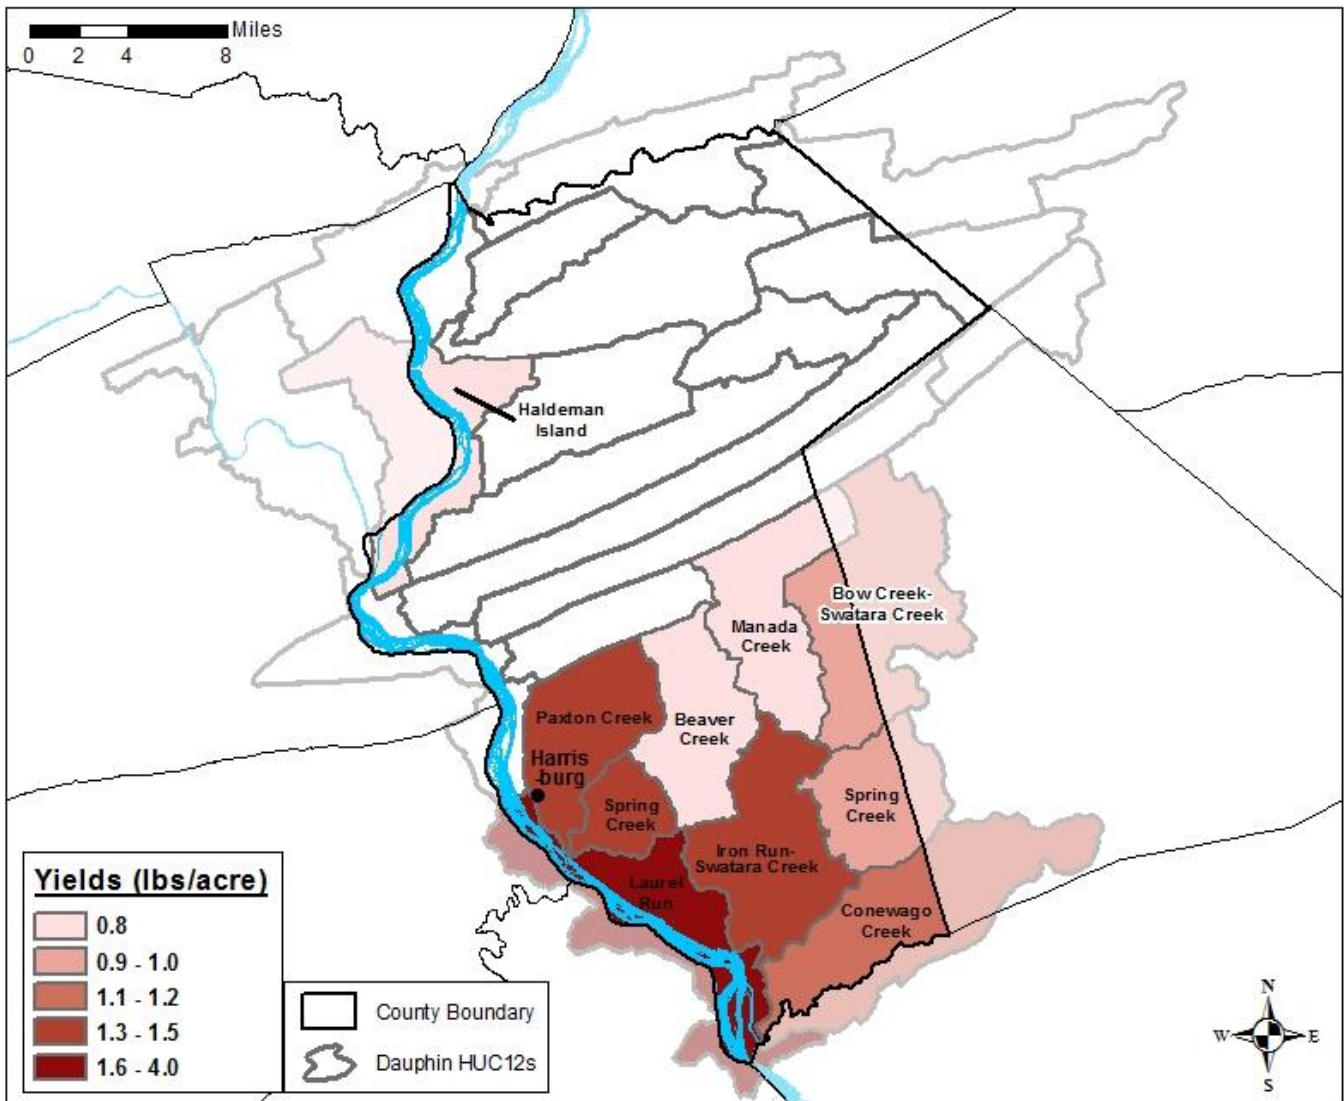 Miles
0 2 4 8
Haldeman
Island
Bow Creek-
Swatara Creek
Manada
Creek
Paxton Creek
Beaver
Creek
Harris
-burg
Spring
Creek
Spring
Creek
Iron Run-
Swatara Creek
Laurel
Run
Conewago
Creek
Yields (lbs/acre)
0.8
0.9 - 1.0
1.1 - 1.2
1.3 - 1.5
1.6 - 4.0
County Boundary
Dauphin HUC12s
N
W E
S